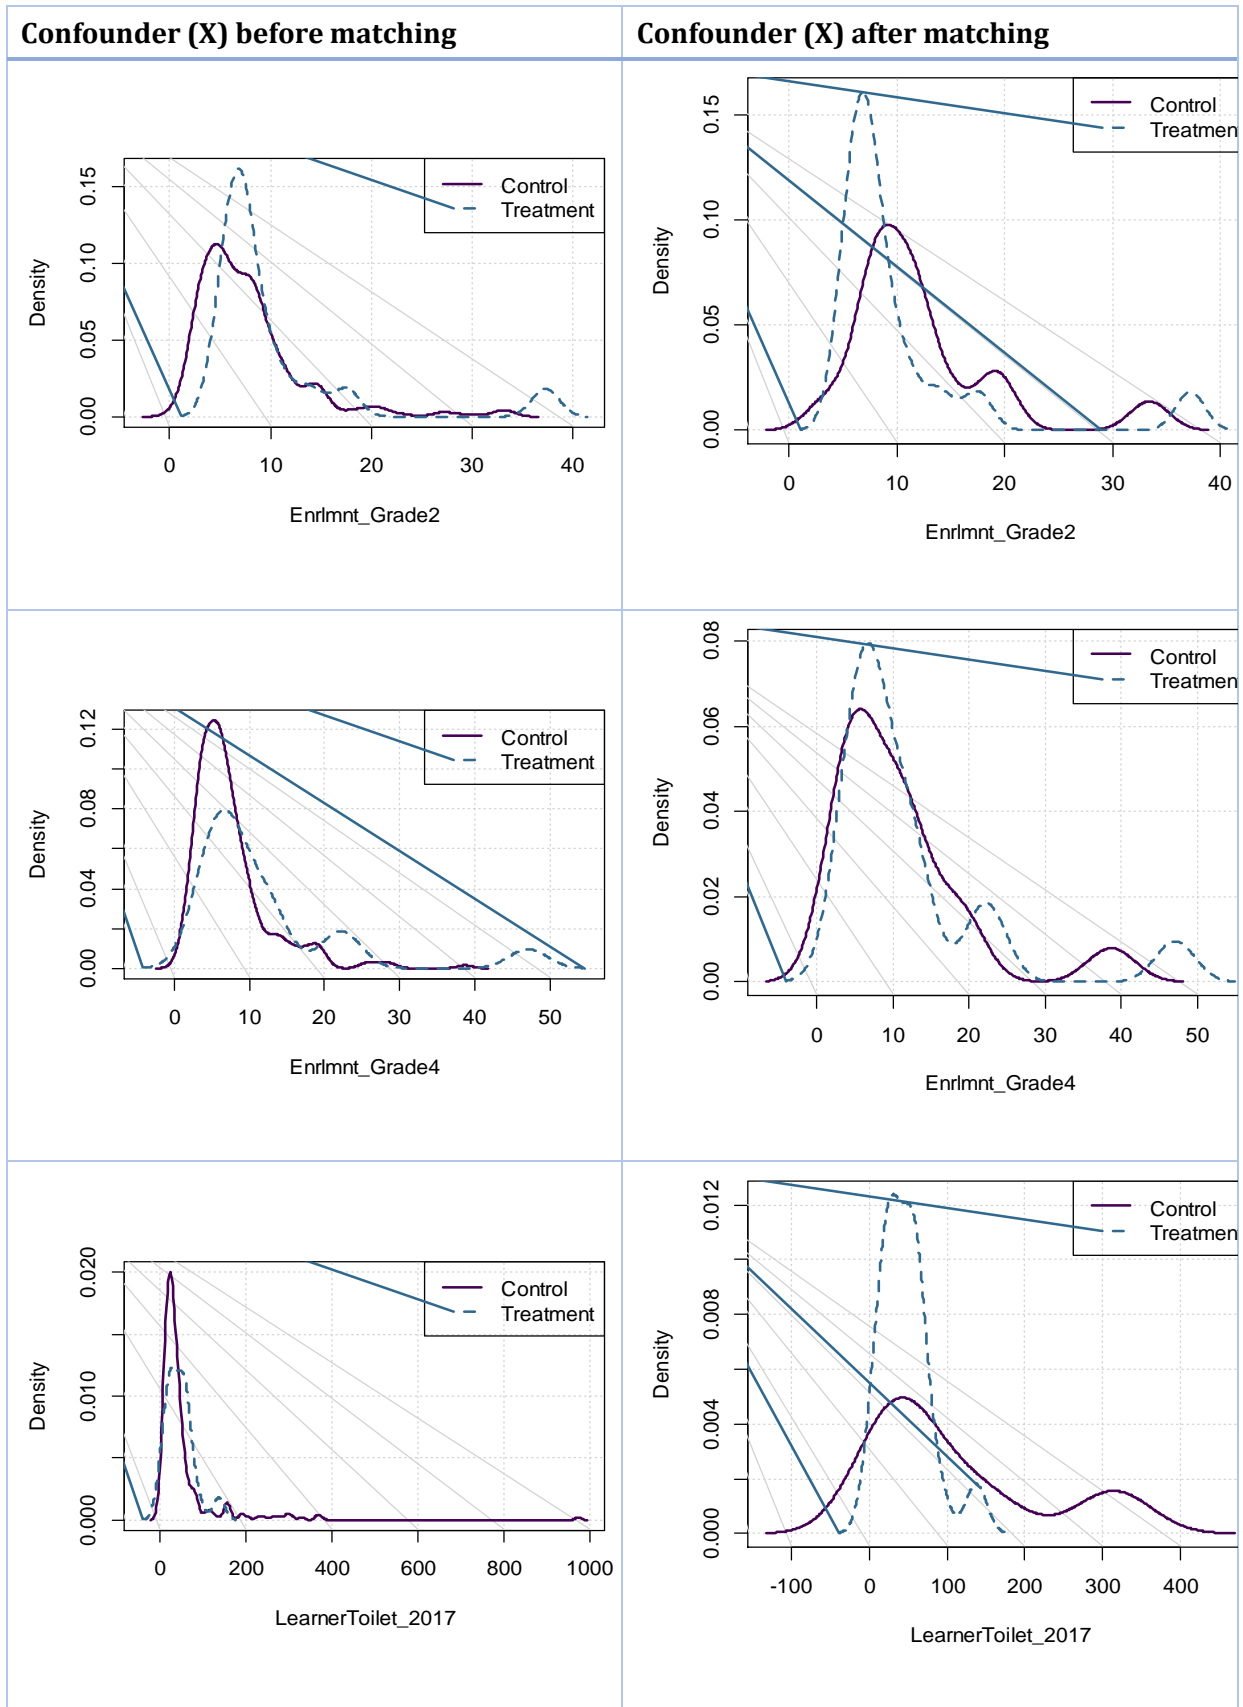 Confounder (X) before matching
Confounder (X) after matching
Control
Treatment
Density
0.00 0.05 0.10 0.15
0 10 20 30 40
Enrlmnt_Grade2
Control
Treatmen
Density
0.00 0.05 0.10 0.15
0 10 20 30 40
Enrlmnt_Grade2
Control
Treatment
Density
0.00 0.04 0.08 0.12
0 10 20 30 40 50
Enrlmnt_Grade4
Control
Treatmen
Density
0.00 0.02 0.04 0.06 0.08
0 10 20 30 40 50
Enrlmnt_Grade4
Control
Treatment
Density
0.000 0.010 0.020
0 200 400 600 800 1000
LearnerToilet_2017
Control
Treatmen
Density
0.000 0.004 0.008 0.012
-100 0 100 200 300 400
LearnerToilet_2017